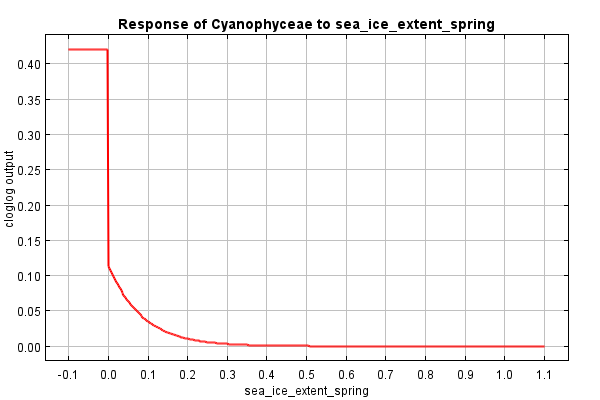 Response of Cyanophyceae to sea_ice_extent_spring
cloglog output
0.40
0.35
0.30
0.25
0.20
0.15
0.10
0.05
0.00
-0.1 0.0 0.1 0.2 0.3 0.4 0.5 0.6 0.7 0.8 0.9 1.0 1.1
sea_ice_extent_spring